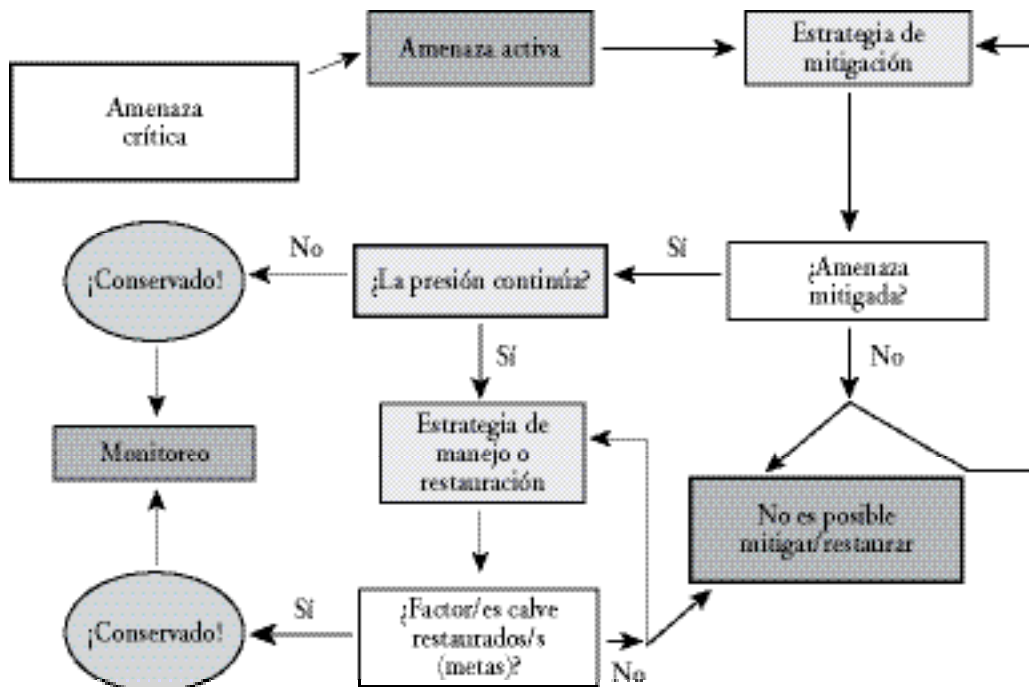 Amenaza activa
Estrategia de
mitigación
Amenaza
crítica
¡Conservado!
No
¿La presión continúa?
Sí
¿Amenaza
mitigada?
Sí
No
Monitoreo
Estrategia de
manejo o
restauración
No es posible
mitigar/restaurar
¡Conservado!
Sí
¿Factor/es calve
restaurados/s
(metas)?
No